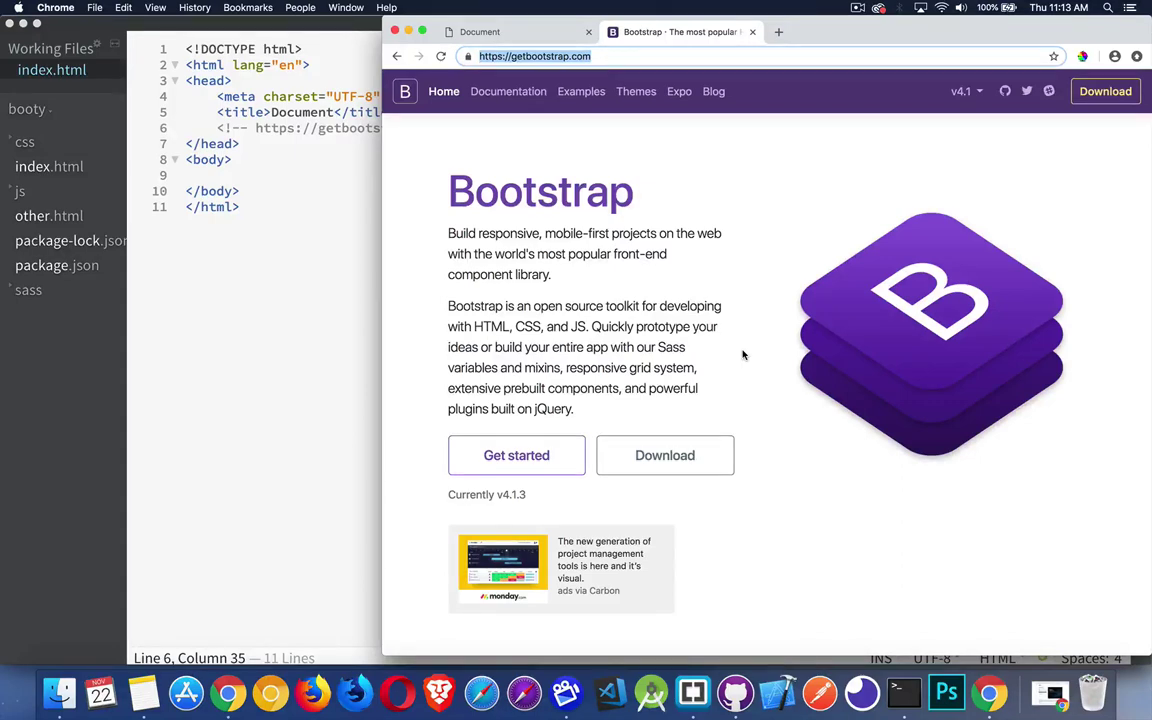 Chrome File Edit View History Bookmarks People Window Help 100% Thu 11:13 AM
Working Files
index.html
booty
css
index.html
js
other.html
package-lock.json
package.json
sass
1 <!DOCTYPE html>
2 <html lang="en">
3 <head>
4 <meta charset="UTF-8"
5 <title>Document</titl
6 <!-- https://getboots
7 </head>
8 <body>
9
10 </body>
11 </html>
Line 6, Column 35 — 11 Lines
INS UTF-8 HTML Spaces: 4
Document
Bootstrap · The most popular
https://getbootstrap.com
B Home Documentation Examples Themes Expo Blog v4.1 Download
Bootstrap
Build responsive, mobile-first projects on the web
with the world's most popular front-end
component library.
Bootstrap is an open source toolkit for developing
with HTML, CSS, and JS. Quickly prototype your
ideas or build your entire app with our Sass
variables and mixins, responsive grid system,
extensive prebuilt components, and powerful
plugins built on jQuery.
Get started Download
Currently v4.1.3
B
The new generation of
project management
tools is here and it's
visual.
ads via Carbon
monday.com
NOV
22
Ps